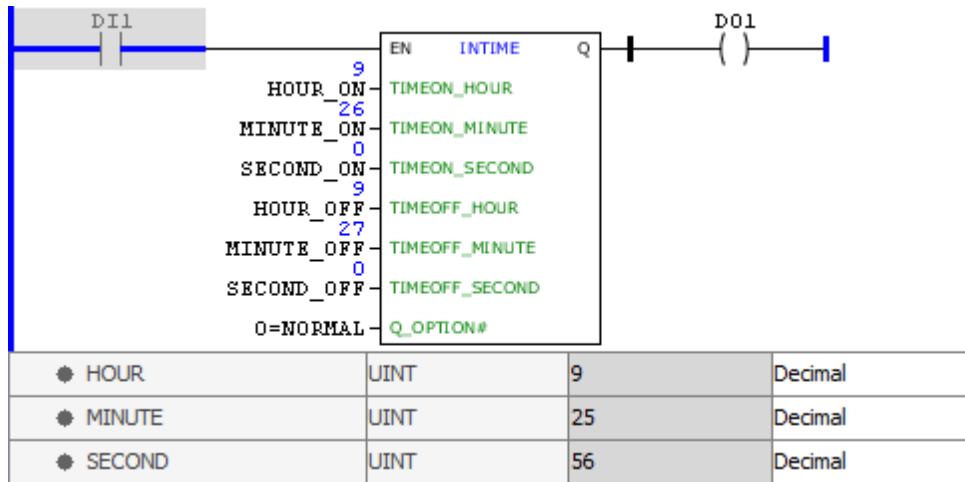 DI1 DO1
EN INTIME Q
9
HOUR_ON TIMEON_HOUR
26
MINUTE_ON TIMEON_MINUTE
0
SECOND_ON TIMEON_SECOND
9
HOUR_OFF TIMEOFF_HOUR
27
MINUTE_OFF TIMEOFF_MINUTE
0
SECOND_OFF TIMEOFF_SECOND
0=NORMAL Q_OPTION#
HOUR UINT 9 Decimal
MINUTE UINT 25 Decimal
SECOND UINT 56 Decimal